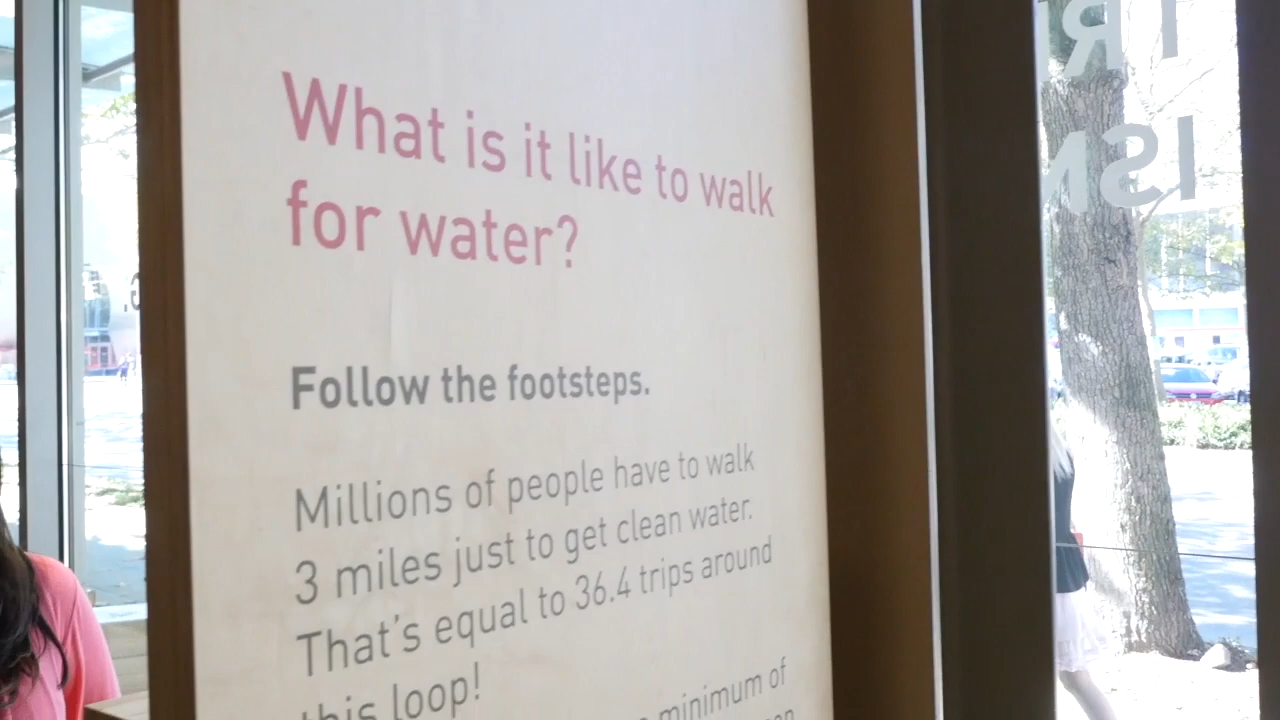 What is it like to walk
for water?
Follow the footsteps.
Millions of people have to walk
3 miles just to get clean water.
That's equal to 36.4 trips around
this loop!
minimum of